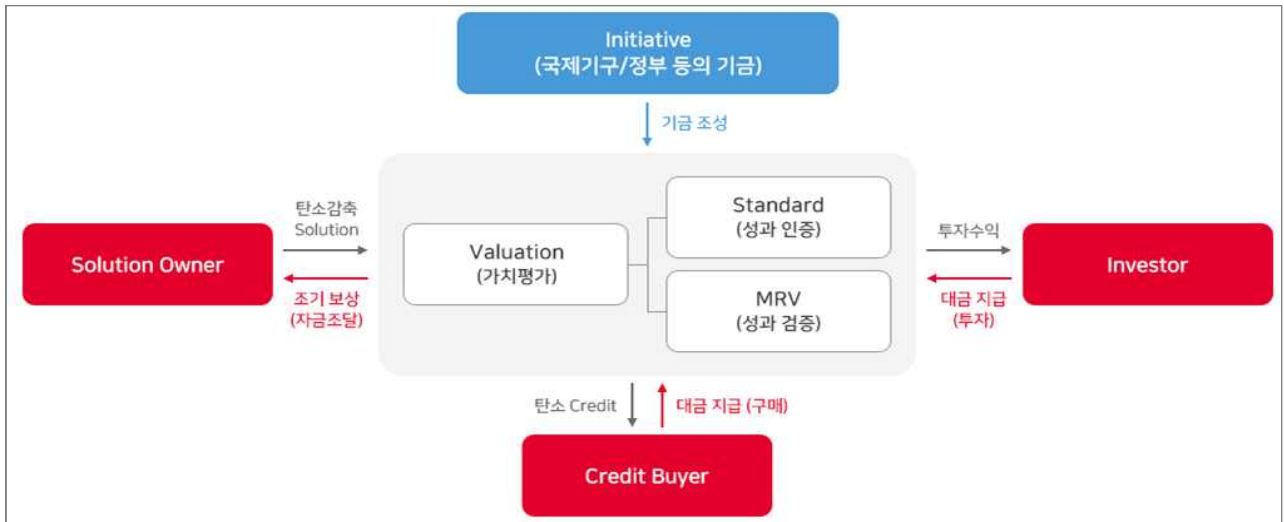 Initiative
(국제기구/정부 등의 기금)
기금 조성
탄소감축
Solution
Solution Owner
조기 보상
(자금조달)
Valuation
(가치평가)
Standard
(성과 인증)
MRV
(성과 검증)
투자수익
Investor
대금 지급
(투자)
탄소 Credit
대금 지급 (구매)
Credit Buyer